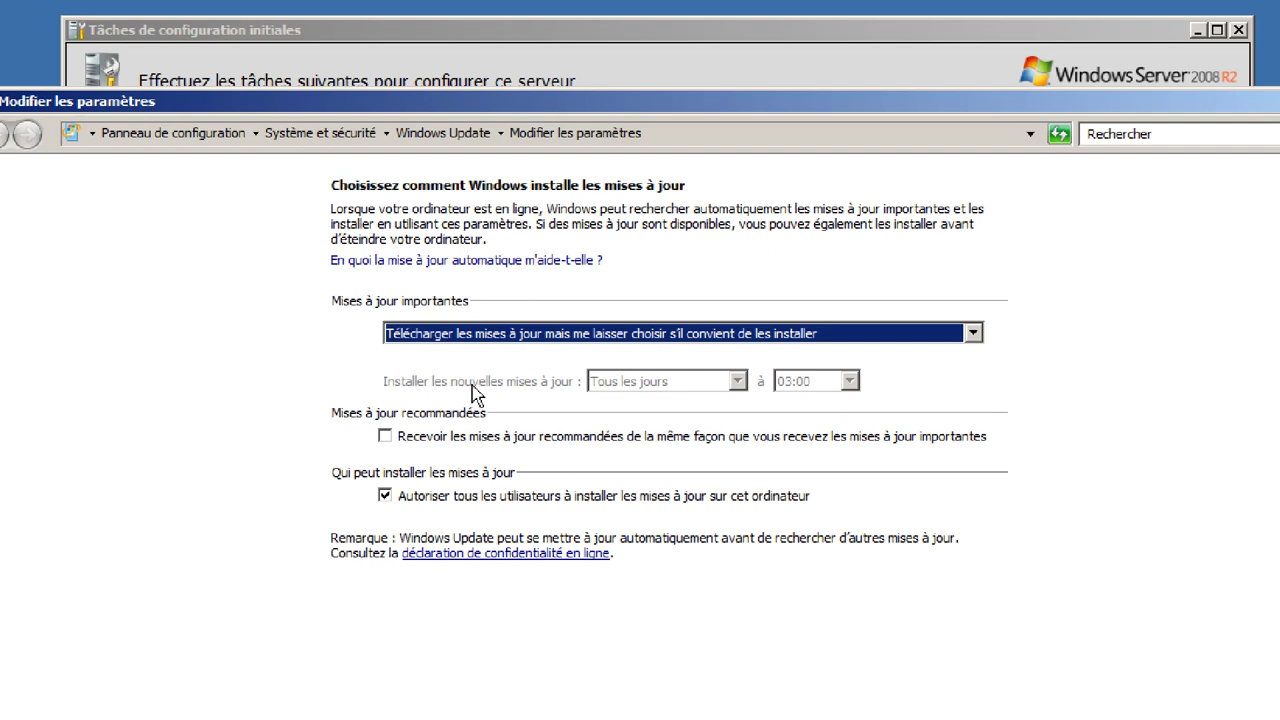 Tâches de configuration initiales
Effectuez les tâches suivantes pour configurer ce serveur
Windows Server 2008 R2
Modifier les paramètres
Panneau de configuration
Système et sécurité
Windows Update
Modifier les paramètres
Rechercher
Choisissez comment Windows installe les mises à jour
Lorsque votre ordinateur est en ligne, Windows peut rechercher automatiquement les mises à jour importantes et les
installer en utilisant ces paramètres. Si des mises à jour sont disponibles, vous pouvez également les installer avant
d'éteindre votre ordinateur.
En quoi la mise à jour automatique m'aide-t-elle ?
Mises à jour importantes
Télécharger les mises à jour mais me laisser choisir s'il convient de les installer
Installer les nouvelles mises à jour : Tous les jours à 03:00
Mises à jour recommandées
Recevoir les mises à jour recommandées de la même façon que vous recevez les mises à jour importantes
Qui peut installer les mises à jour
Autoriser tous les utilisateurs à installer les mises à jour sur cet ordinateur
Remarque : Windows Update peut se mettre à jour automatiquement avant de rechercher d'autres mises à jour.
Consultez la déclaration de confidentialité en ligne.